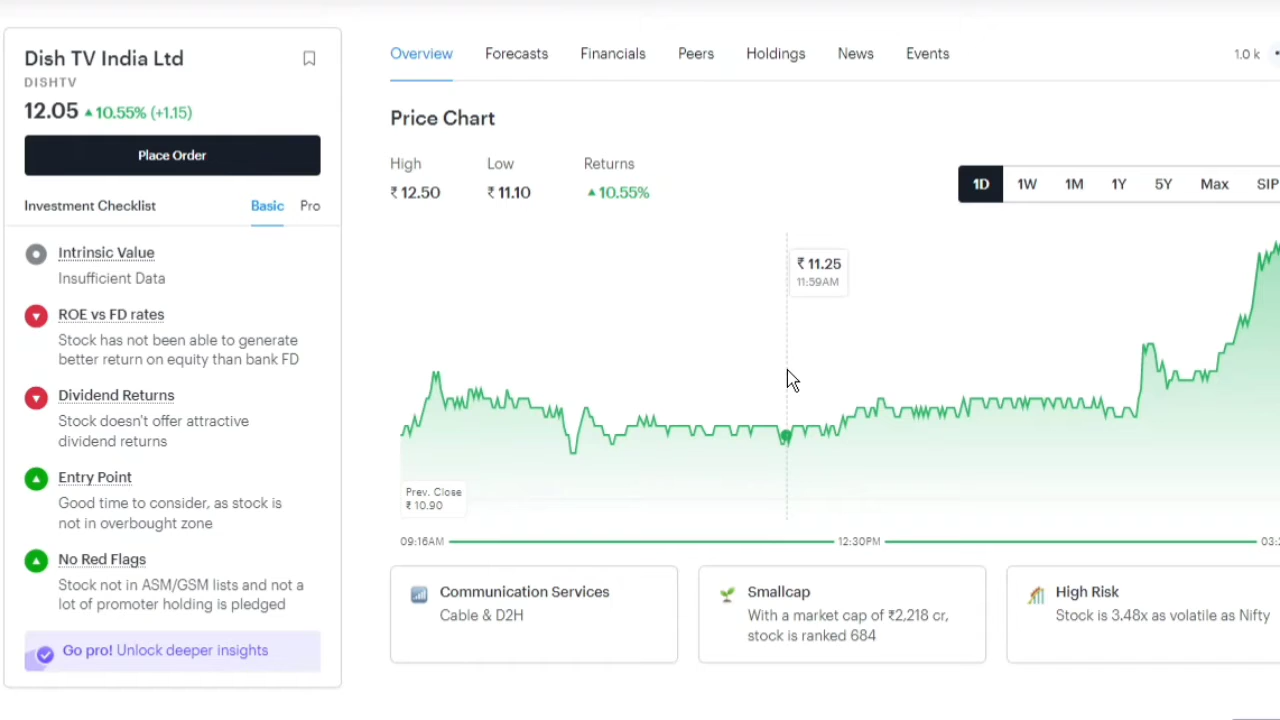 Dish TV India Ltd
DISHTV
12.05 ▲ 10.55% (+1.15)
Place Order
Investment Checklist
Basic
Pro
Intrinsic Value
Insufficient Data
ROE vs FD rates
Stock has not been able to generate
better return on equity than bank FD
Dividend Returns
Stock doesn't offer attractive
dividend returns
Entry Point
Good time to consider, as stock is
not in overbought zone
No Red Flags
Stock not in ASM/GSM lists and not a
lot of promoter holding is pledged
Go pro! Unlock deeper insights
Overview
Forecasts
Financials
Peers
Holdings
News
Events
1.0 k
Price Chart
High
Low
Returns
₹ 12.50
₹ 11.10
▲ 10.55%
1D
1W
1M
1Y
5Y
Max
SIP
₹ 11.25
11:59AM
Prev. Close
₹ 10.90
09:16AM
12:30PM
Communication Services
Cable & D2H
Smallcap
With a market cap of ₹2,218 cr,
stock is ranked 684
High Risk
Stock is 3.48x as volatile as Nifty